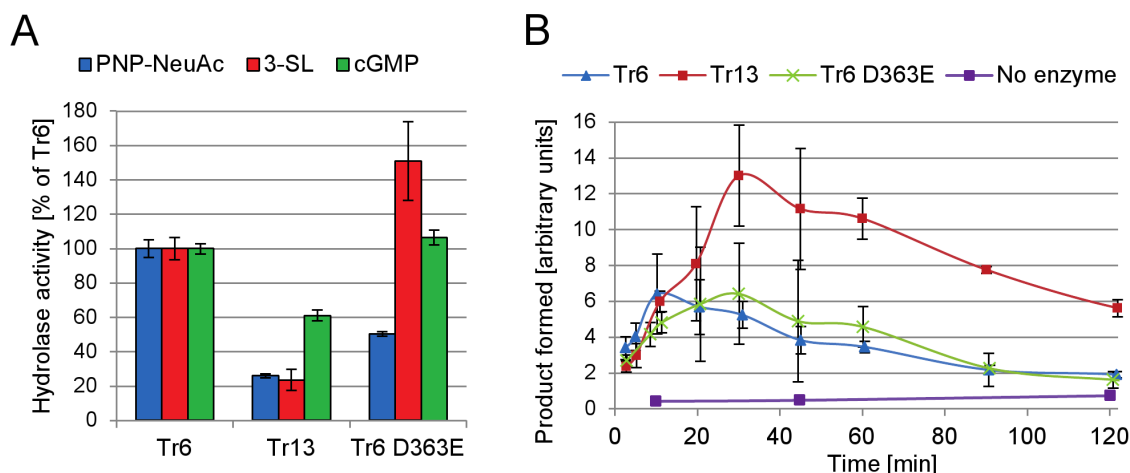 A
PNP-NeuAc 3-SL cGMP
Hydrolase activity [% of Tr6]
180
160
140
120
100
80
60
40
20
0
Tr6 Tr13 Tr6 D363E
B
Tr6 Tr13 Tr6 D363E No enzyme
Product formed [arbitrary units]
16
14
12
10
8
6
4
2
0
0 20 40 60 80 100 120
Time [min]